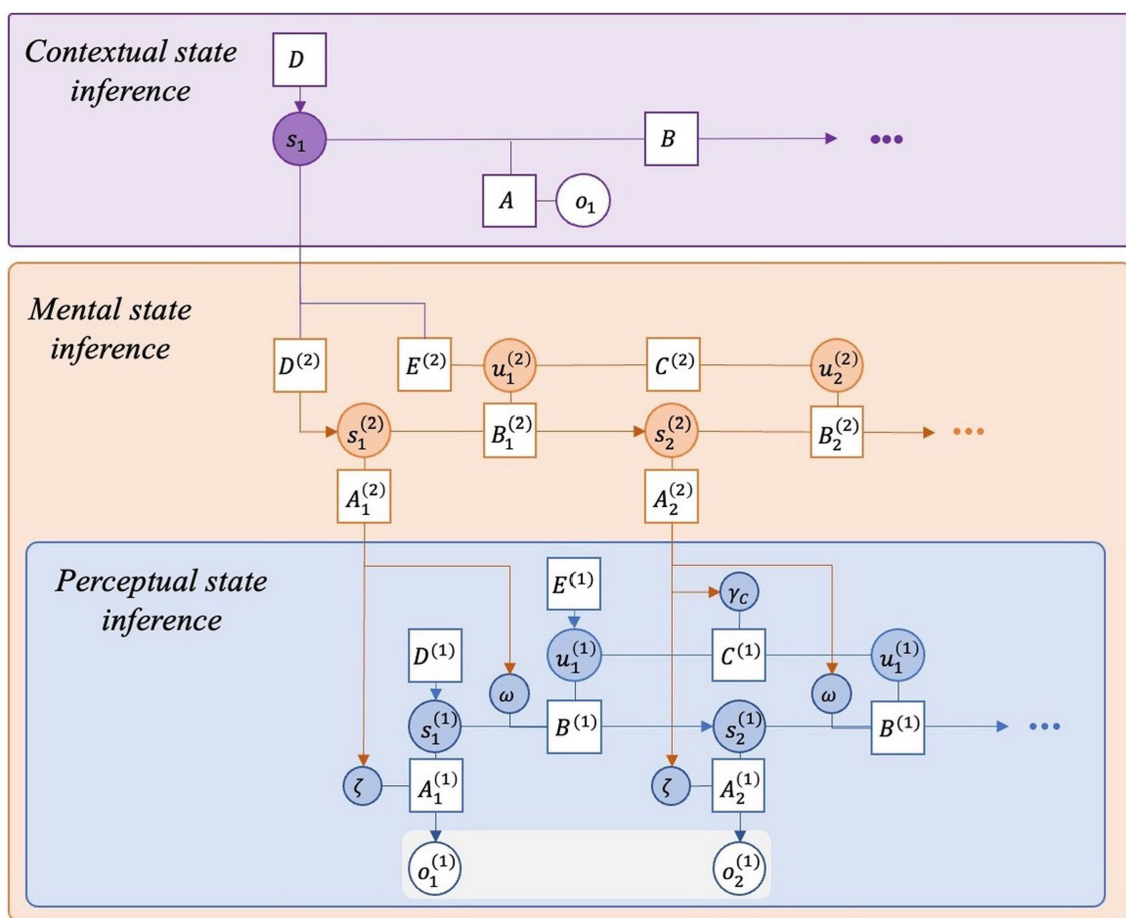 Contextual state
inference
D
s₁
B
•••
A
o₁
Mental state
inference
D⁽²⁾
E⁽²⁾
u₁⁽²⁾
C⁽²⁾
u₂⁽²⁾
s₁⁽²⁾
B₁⁽²⁾
s₂⁽²⁾
B₂⁽²⁾
•••
A₁⁽²⁾
A₂⁽²⁾
Perceptual state
inference
E⁽¹⁾
γ_C
D⁽¹⁾
u₁⁽¹⁾
C⁽¹⁾
u₁⁽¹⁾
ω
ω
s₁⁽¹⁾
B⁽¹⁾
s₂⁽¹⁾
B⁽¹⁾
•••
ζ
A₁⁽¹⁾
ζ
A₂⁽¹⁾
o₁⁽¹⁾
o₂⁽¹⁾